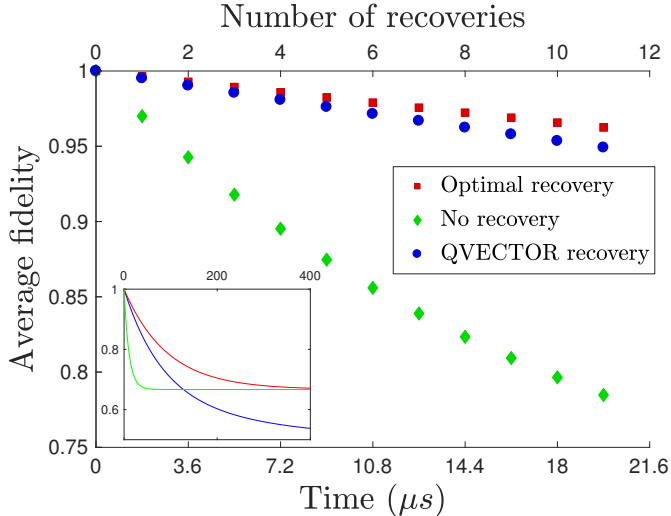 Number of recoveries
0 2 4 6 8 10 12
1
0.95
0.9
0.85
0.8
0.75
Average fidelity
Optimal recovery
No recovery
QVECTOR recovery
0 200 400
1
0.8
0.6
0 3.6 7.2 10.8 14.4 18 21.6
Time (μs)